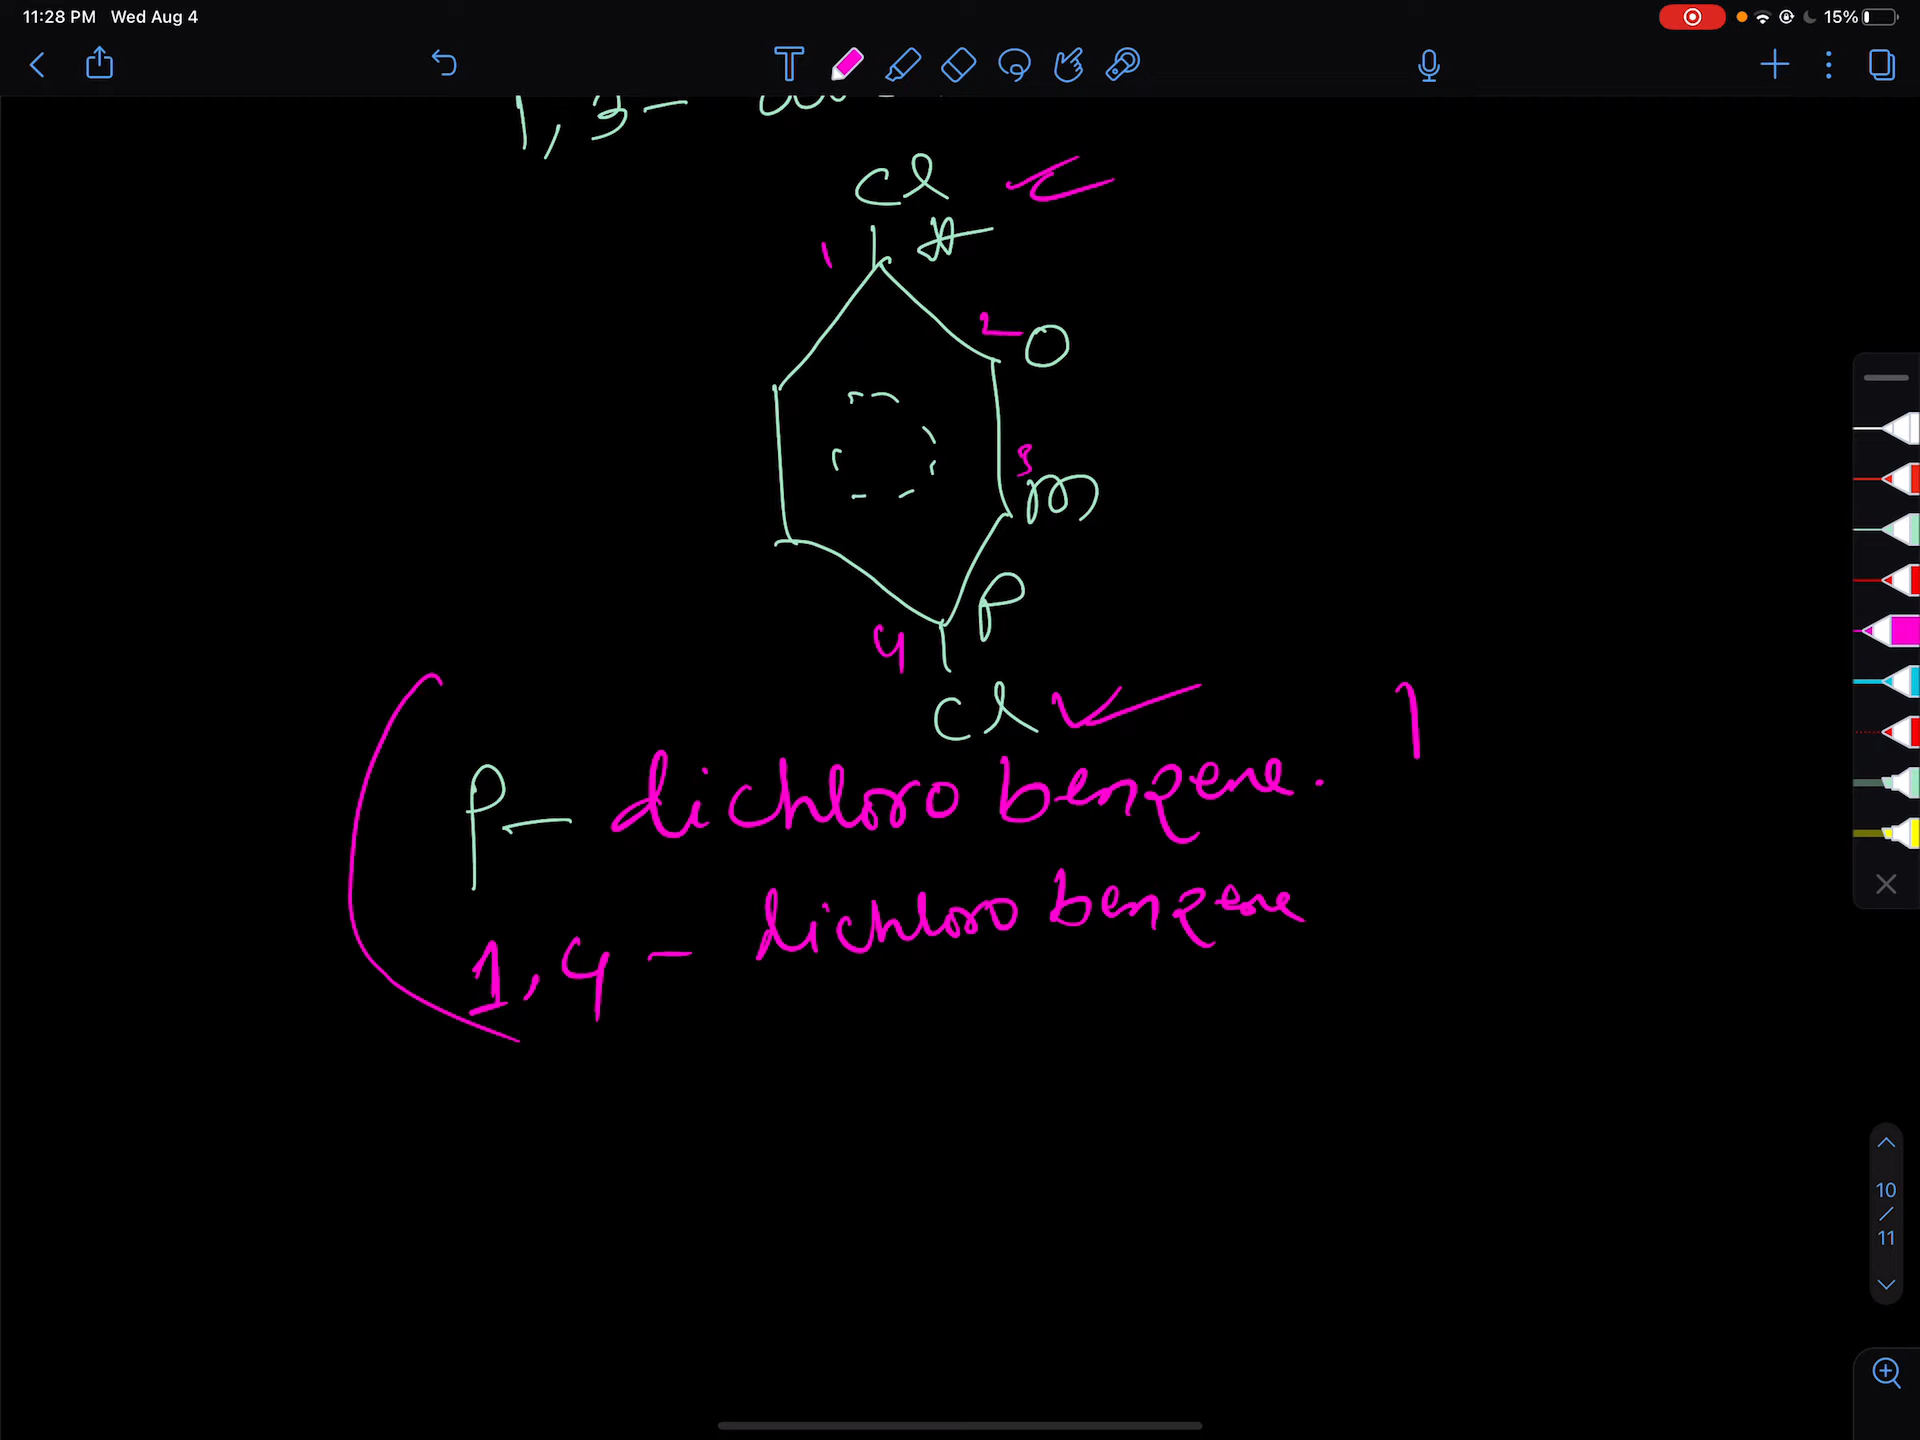 11:28 PM Wed Aug 4
15%
1, 3 -
Cl
1
2 O
3
m
P
4
Cl
P- dichloro benzene.
1,4 - dichloro benzene
10
/
11